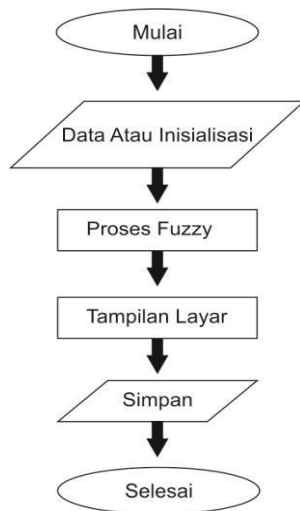 Mulai
Data Atau Inisialisasi
Proses Fuzzy
Tampilan Layar
Simpan
Selesai